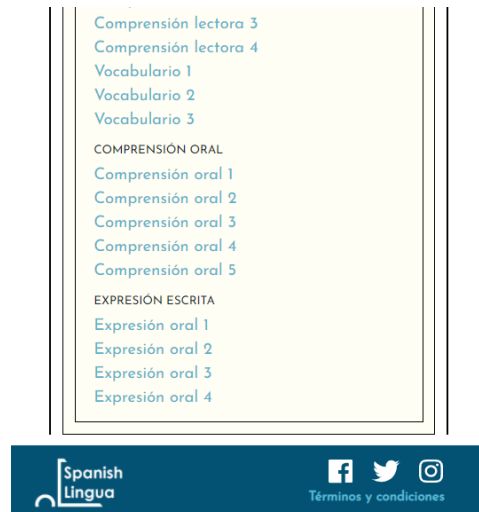 Comprensión lectora 3
Comprensión lectora 4
Vocabulario 1
Vocabulario 2
Vocabulario 3
COMPRENSIÓN ORAL
Comprensión oral 1
Comprensión oral 2
Comprensión oral 3
Comprensión oral 4
Comprensión oral 5
EXPRESIÓN ESCRITA
Expresión oral 1
Expresión oral 2
Expresión oral 3
Expresión oral 4
Spanish
Lingua
Términos y condiciones